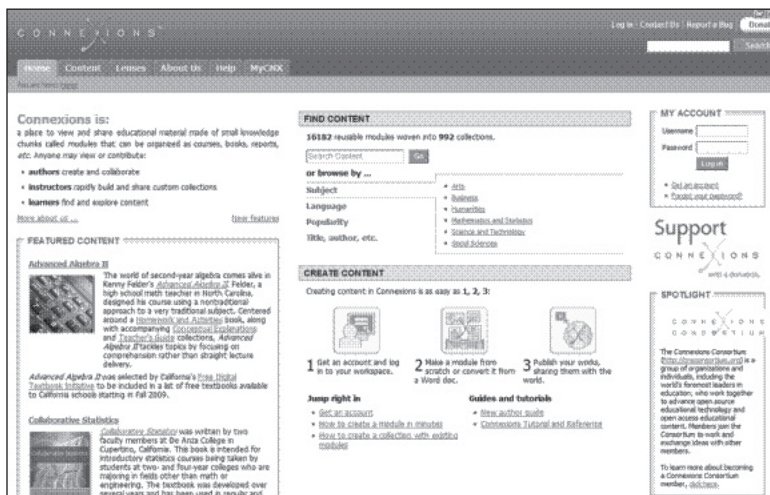 CONNEXIONS
Log In | Contact Us | Report a Bug
Donat
Search
Home Content Lenses About Us Help MyCNX
You are here: Home
Connexions is:
a place to view and share educational material made of small knowledge
chunks called modules that can be organized as courses, books, reports,
etc. Anyone may view or contribute:
• authors create and collaborate
• instructors rapidly build and share custom collections
• learners find and explore content
More about us ... New features
FEATURED CONTENT
Advanced Algebra II
The world of second-year algebra comes alive in
Kenny Felder's Advanced Algebra II. Felder, a
high school math teacher in North Carolina,
designed his course using a nontraditional
approach to a very traditional subject. Centered
around a Homework and Activities book, along
with accompanying Conceptual Explanations
and Teacher's Guide collections, Advanced
Algebra II tackles topics by focusing on
comprehension rather than straight lecture
delivery.
Advanced Algebra II was selected by California's Free Digital
Textbook Initiative to be included in a list of free textbooks available
to California schools starting in Fall 2009.
Collaborative Statistics
Collaborative Statistics was written by two
faculty members at De Anza College in
Cupertino, California. This book is intended for
introductory statistics courses being taken by
students at two- and four-year colleges who are
majoring in fields other than math or
engineering. The textbook was developed over
several years and has been used in regular and
FIND CONTENT
16182 reusable modules woven into 992 collections.
Search Content Go
or browse by ...
Subject
Language
Popularity
Title, author, etc.
• Arts
• Business
• Humanities
• Mathematics and Statistics
• Science and Technology
• Social Sciences
CREATE CONTENT
Creating content in Connexions is as easy as 1, 2, 3:
1 Get an account and log
in to your workspace.
2 Make a module from
scratch or convert it from
a Word doc.
3 Publish your works,
sharing them with the
world.
Jump right in
• Get an account
• How to create a module in minutes
• How to create a collection with existing
modules
Guides and tutorials
• New author guide
• Connexions Tutorial and Reference
MY ACCOUNT
Username
Password
Log in
• Get an account
• Forgot your password?
Support
CONNEXIONS
with a donation.
SPOTLIGHT
CONNEXIONS
CONSORTIUM
The Connexions Consortium
(http://cnxconsortium.org) is a
group of organizations and
individuals, including the
world's foremost leaders in
education, who work together
to advance open source
educational technology and
open access educational
content. Members join the
Consortium to work and
exchange ideas with other
members.
To learn more about becoming
a Connexions Consortium
member, click here.